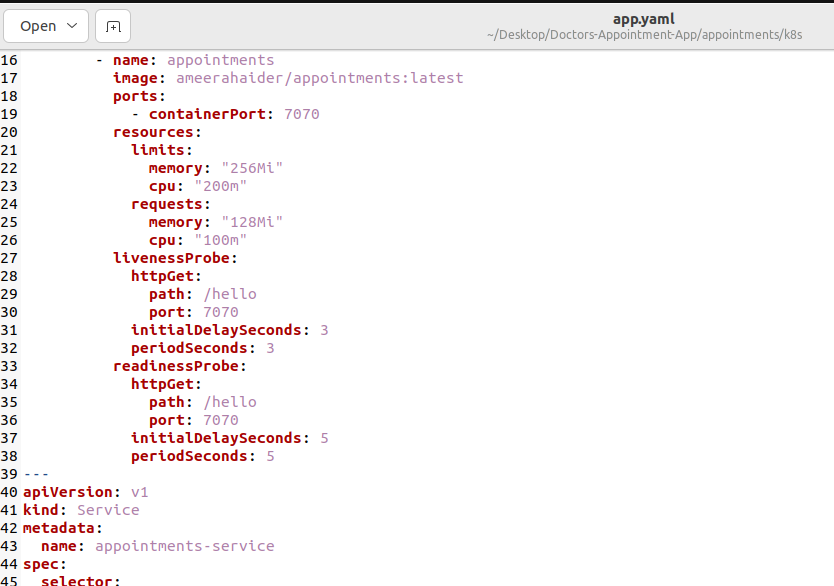 Open
app.yaml
~/Desktop/Doctors-Appointment-App/appointments/k8s
16         - name: appointments
17           image: ameerahaider/appointments:latest
18           ports:
19             - containerPort: 7070
20           resources:
21             limits:
22               memory: "256Mi"
23               cpu: "200m"
24             requests:
25               memory: "128Mi"
26               cpu: "100m"
27           livenessProbe:
28             httpGet:
29               path: /hello
30               port: 7070
31             initialDelaySeconds: 3
32             periodSeconds: 3
33           readinessProbe:
34             httpGet:
35               path: /hello
36               port: 7070
37             initialDelaySeconds: 5
38             periodSeconds: 5
39 ---
40 apiVersion: v1
41 kind: Service
42 metadata:
43   name: appointments-service
44 spec:
45   selector: